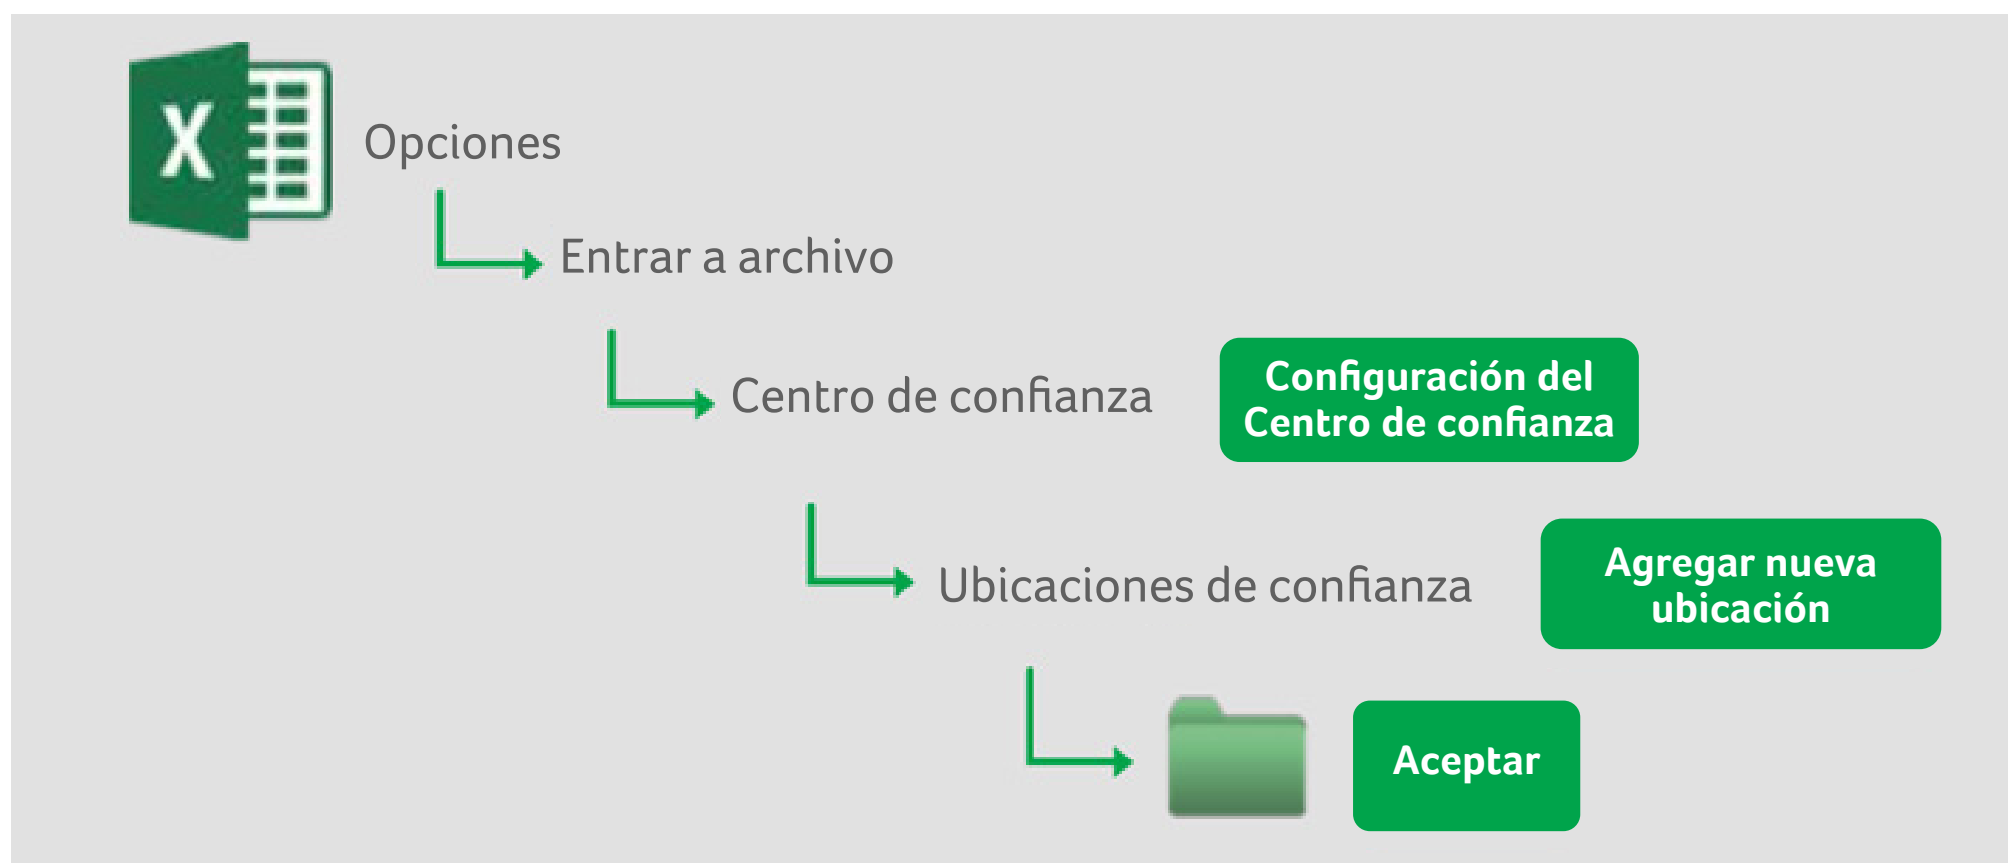 X
Opciones
Entrar a archivo
Centro de confianza
Configuración del
Centro de confianza
Ubicaciones de confianza
Agregar nueva
ubicación
Aceptar